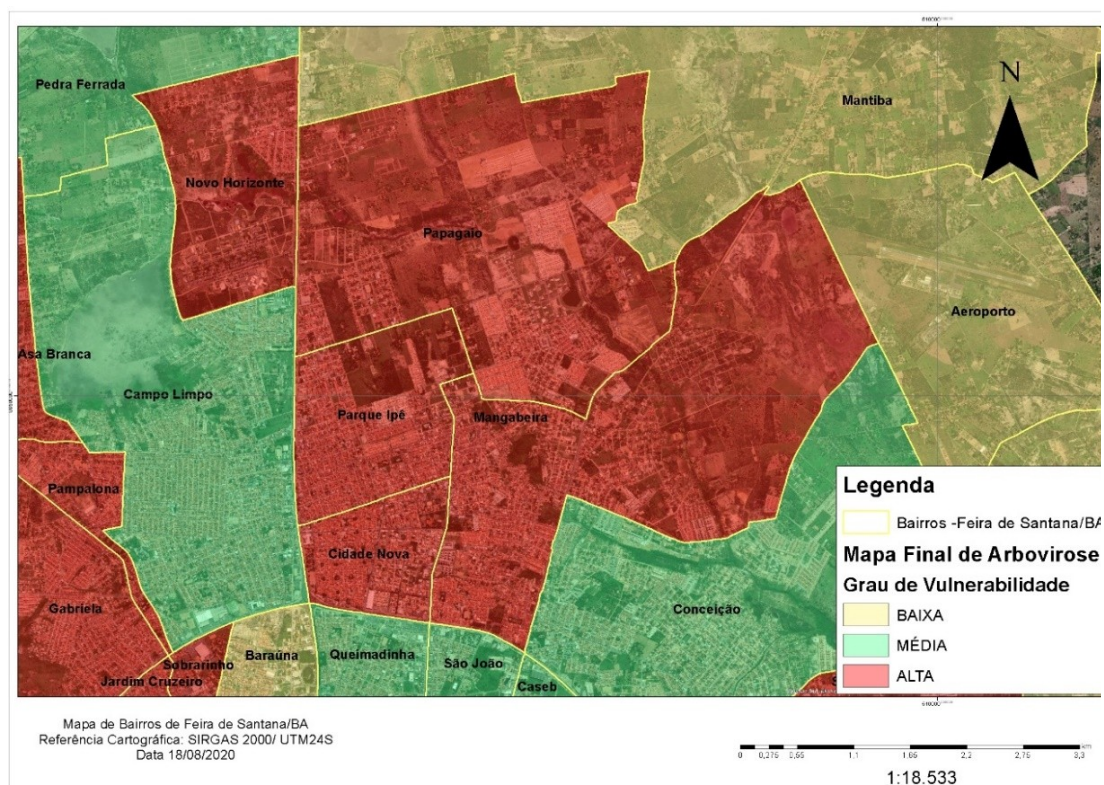 N
Pedra Ferrada
Mantiba
Novo Horizonte
Papagaio
Aeroporto
Asa Branca
Campo Limpo
Parque Ipê
Mangabeira
Pampalona
Cidade Nova
Conceição
Gabriela
Sobrarinho
Baraúna
Queimadinha
São João
Jardim Cruzeiro
Caseb
Legenda
Bairros -Feira de Santana/BA
Mapa Final de Arbovirose
Grau de Vulnerabilidade
BAIXA
MÉDIA
ALTA
Mapa de Bairros de Feira de Santana/BA
Referência Cartográfica: SIRGAS 2000/ UTM24S
Data 18/08/2020
1:18.533